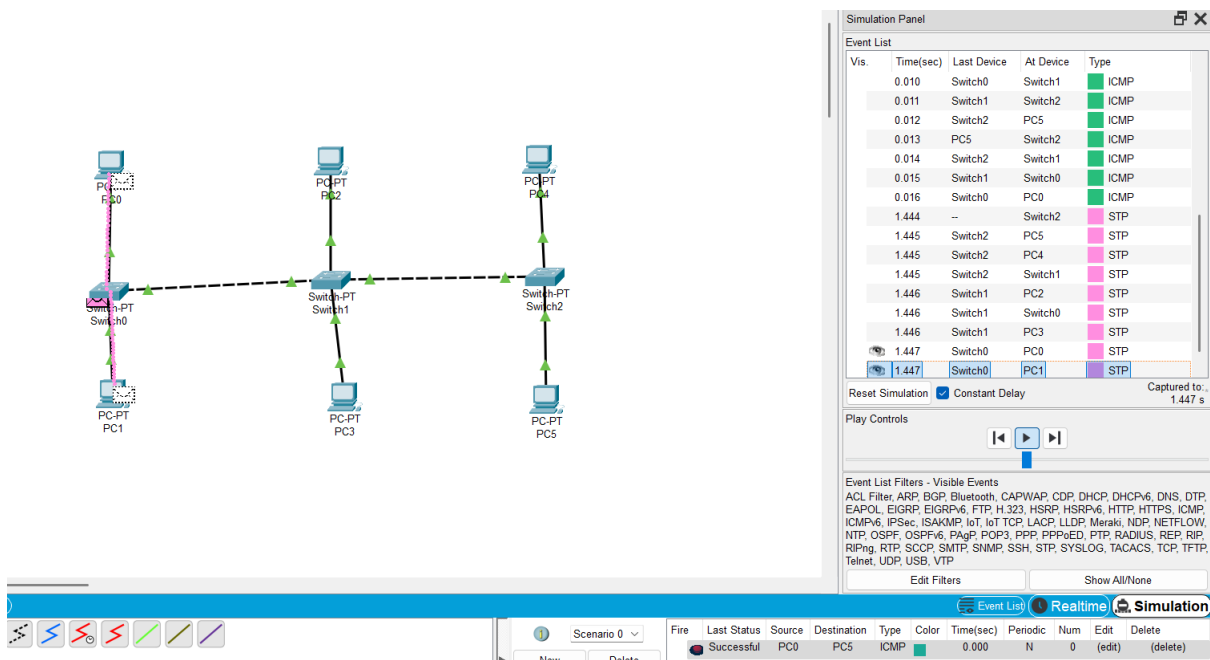 Simulation Panel
Event List
Vis. Time(sec) Last Device At Device Type
0.010 Switch0 Switch1 ICMP
0.011 Switch1 Switch2 ICMP
0.012 Switch2 PC5 ICMP
0.013 PC5 Switch2 ICMP
0.014 Switch2 Switch1 ICMP
0.015 Switch1 Switch0 ICMP
0.016 Switch0 PC0 ICMP
1.444 -- Switch2 STP
1.445 Switch2 PC5 STP
1.445 Switch2 PC4 STP
1.445 Switch2 Switch1 STP
1.446 Switch1 PC2 STP
1.446 Switch1 Switch0 STP
1.446 Switch1 PC3 STP
1.447 Switch0 PC0 STP
1.447 Switch0 PC1 STP
Reset Simulation Constant Delay
Captured to:
1.447 s
Play Controls
Event List Filters - Visible Events
ACL Filter, ARP, BGP, Bluetooth, CAPWAP, CDP, DHCP, DHCPv6, DNS, DTP,
EAPOL, EIGRP, EIGRPv6, FTP, H.323, HSRP, HSRPv6, HTTP, HTTPS, ICMP,
ICMPv6, IPSec, ISAKMP, IoT, IoT TCP, LACP, LLDP, Meraki, NDP, NETFLOW,
NTP, OSPF, OSPFv6, PAgP, POP3, PPP, PPPoED, PTP, RADIUS, REP, RIP,
RIPng, RTP, SCCP, SMTP, SNMP, SSH, STP, SYSLOG, TACACS, TCP, TFTP,
Telnet, UDP, USB, VTP
Edit Filters Show All/None
PC0
PC-PT
PC2
PC-PT
PC4
Switch-PT
Switch0
Switch-PT
Switch1
Switch-PT
Switch2
PC-PT
PC1
PC-PT
PC3
PC-PT
PC5
Event List Realtime Simulation
Scenario 0
New Delete
Fire Last Status Source Destination Type Color Time(sec) Periodic Num Edit Delete
Successful PC0 PC5 ICMP 0.000 N 0 (edit) (delete)